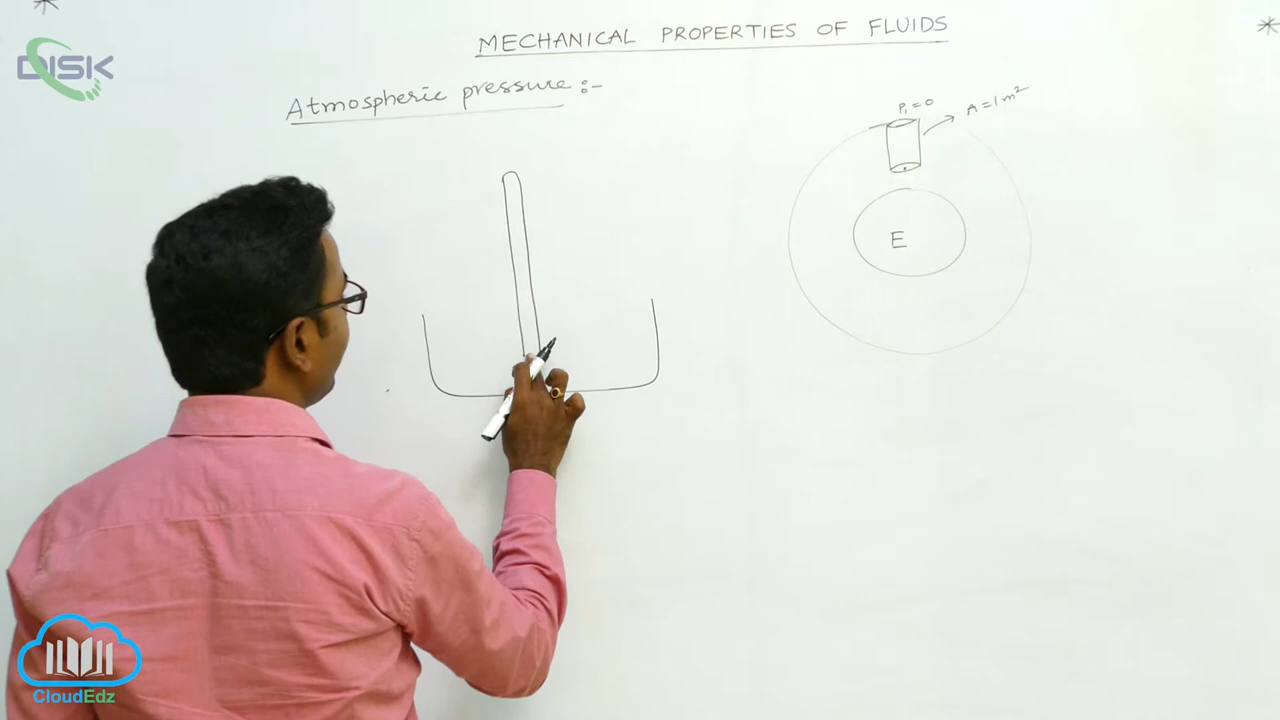 MECHANICAL PROPERTIES OF FLUIDS
DISK
Atmospheric pressure :-
P₁ = 0
A = 1 m²
E
CloudEdz